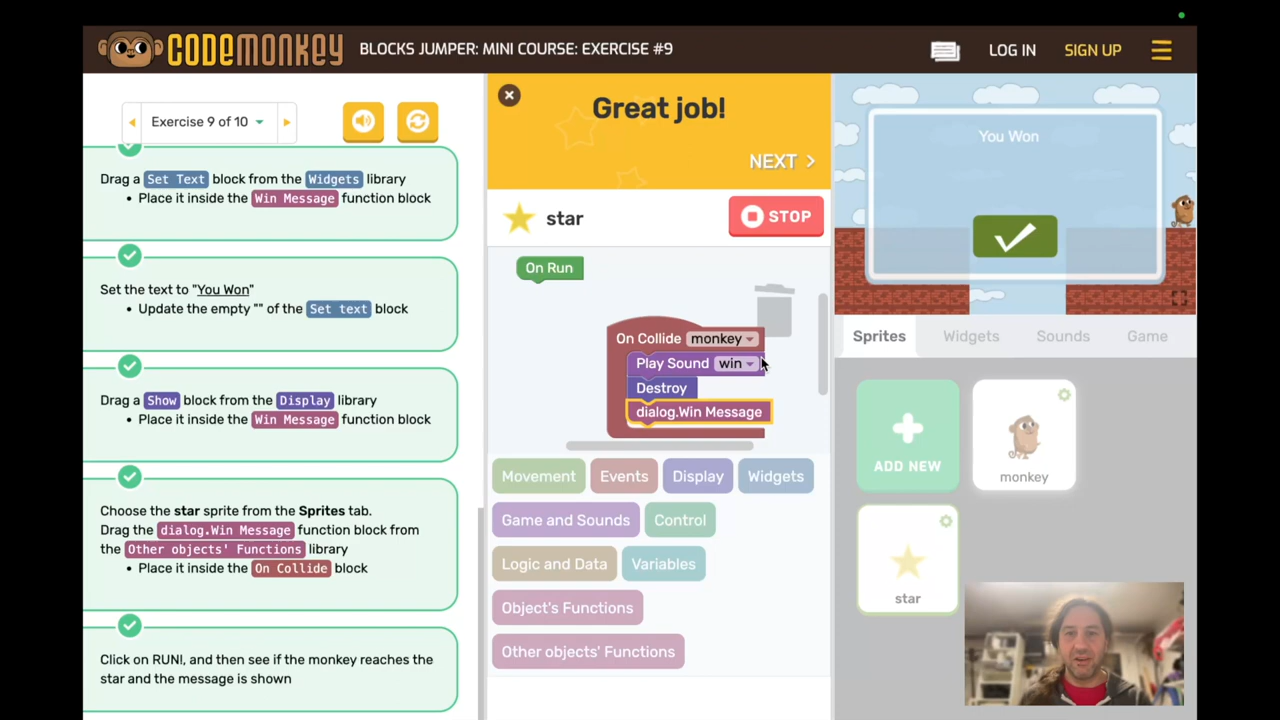 CODEMONKEY
BLOCKS JUMPER: MINI COURSE: EXERCISE #9
LOG IN
SIGN UP
Exercise 9 of 10
Drag a Set Text block from the Widgets library
• Place it inside the Win Message function block
Set the text to "You Won"
• Update the empty "" of the Set text block
Drag a Show block from the Display library
• Place it inside the Win Message function block
Choose the star sprite from the Sprites tab.
Drag the dialog.Win Message function block from
the Other objects' Functions library
• Place it inside the On Collide block
Click on RUN!, and then see if the monkey reaches the
star and the message is shown
Great job!
NEXT >
star
STOP
On Run
On Collide monkey
Play Sound win
Destroy
dialog.Win Message
Movement
Events
Display
Widgets
Game and Sounds
Control
Logic and Data
Variables
Object's Functions
Other objects' Functions
You Won
Sprites
Widgets
Sounds
Game
ADD NEW
monkey
star